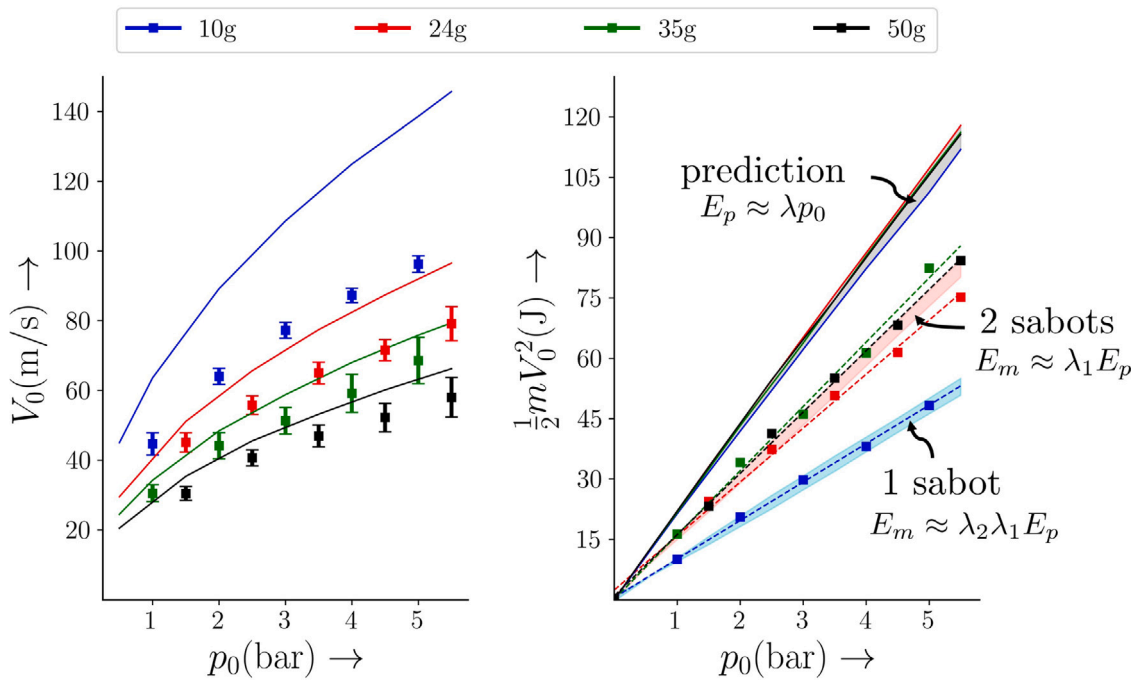 10g 24g 35g 50g
V₀(m/s) →
140
120
100
80
60
40
20
1 2 3 4 5
p₀(bar) →
½mV₀²(J) →
120
105
90
75
60
45
30
15
1 2 3 4 5
p₀(bar) →
prediction
Eₚ ≈ λp₀
2 sabots
Eₘ ≈ λ₁Eₚ
1 sabot
Eₘ ≈ λ₂λ₁Eₚ